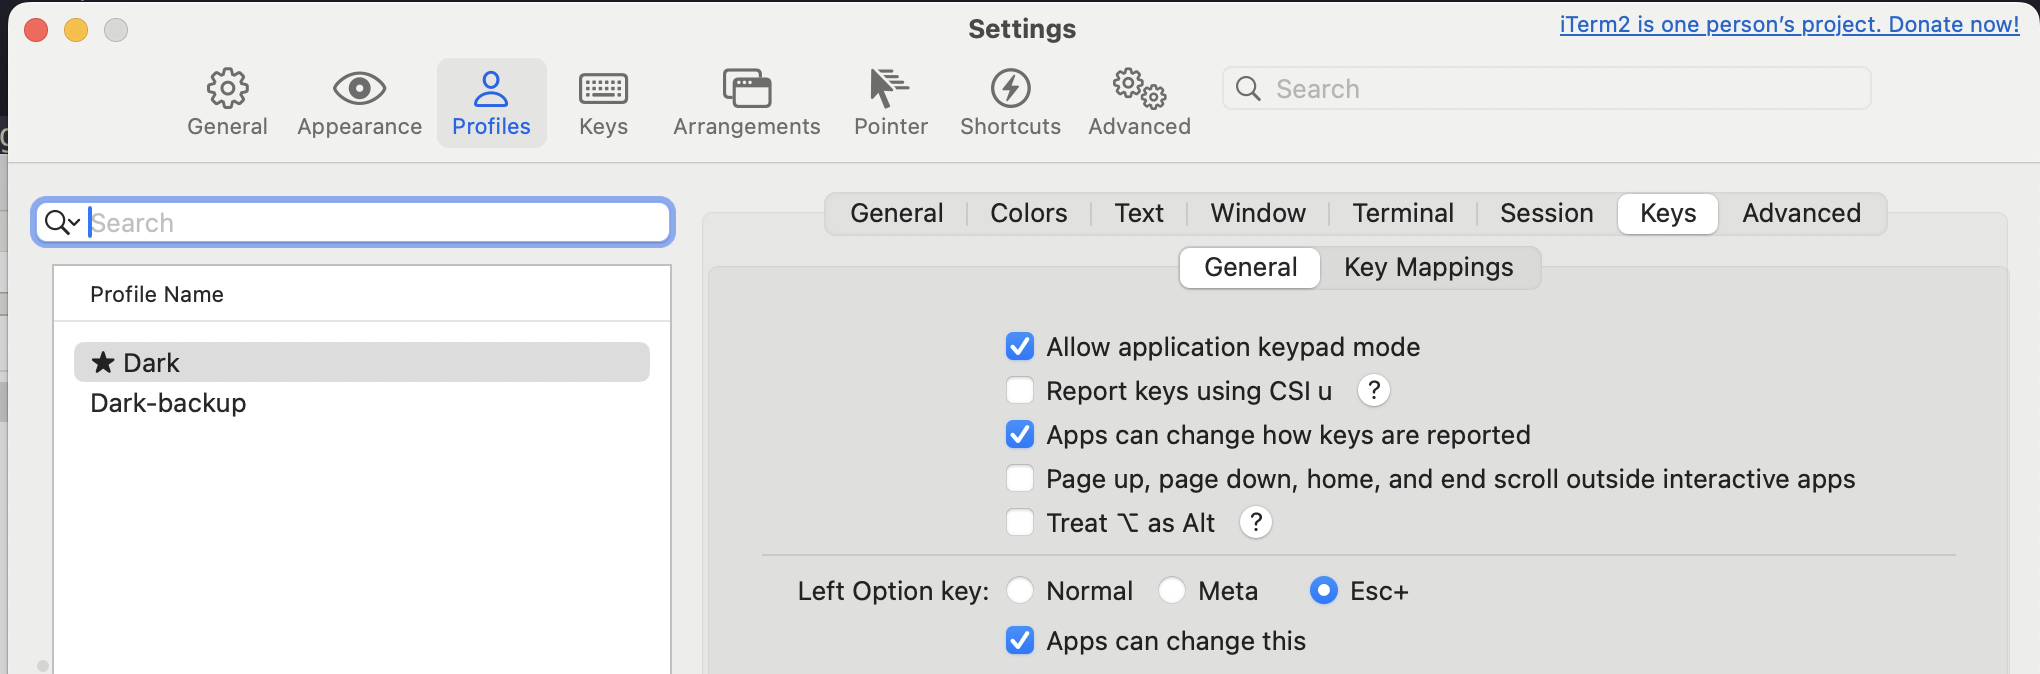 Settings
iTerm2 is one person's project. Donate now!
General Appearance Profiles Keys Arrangements Pointer Shortcuts Advanced Search
Search
General Colors Text Window Terminal Session Keys Advanced
General Key Mappings
Profile Name
★ Dark
Dark-backup
Allow application keypad mode
Report keys using CSI u ?
Apps can change how keys are reported
Page up, page down, home, and end scroll outside interactive apps
Treat ⌥ as Alt ?
Left Option key: Normal Meta Esc+
Apps can change this